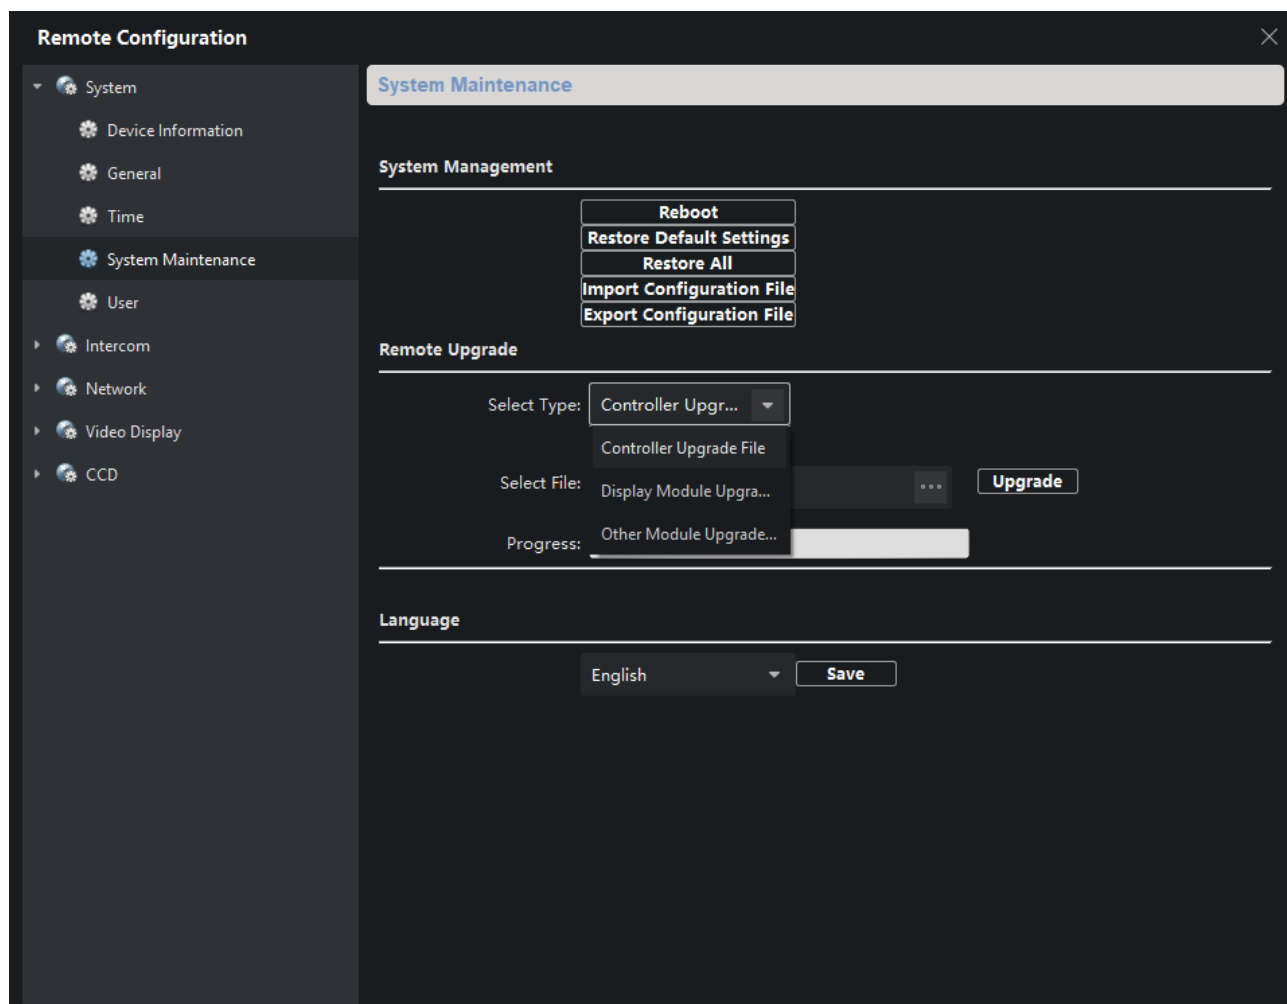 Remote Configuration
System
Device Information
General
Time
System Maintenance
User
Intercom
Network
Video Display
CCD
System Maintenance
System Management
Reboot
Restore Default Settings
Restore All
Import Configuration File
Export Configuration File
Remote Upgrade
Select Type: Controller Upgr...
Controller Upgrade File
Select File: ... Upgrade
Display Module Upgra...
Other Module Upgrade...
Progress:
Language
English Save